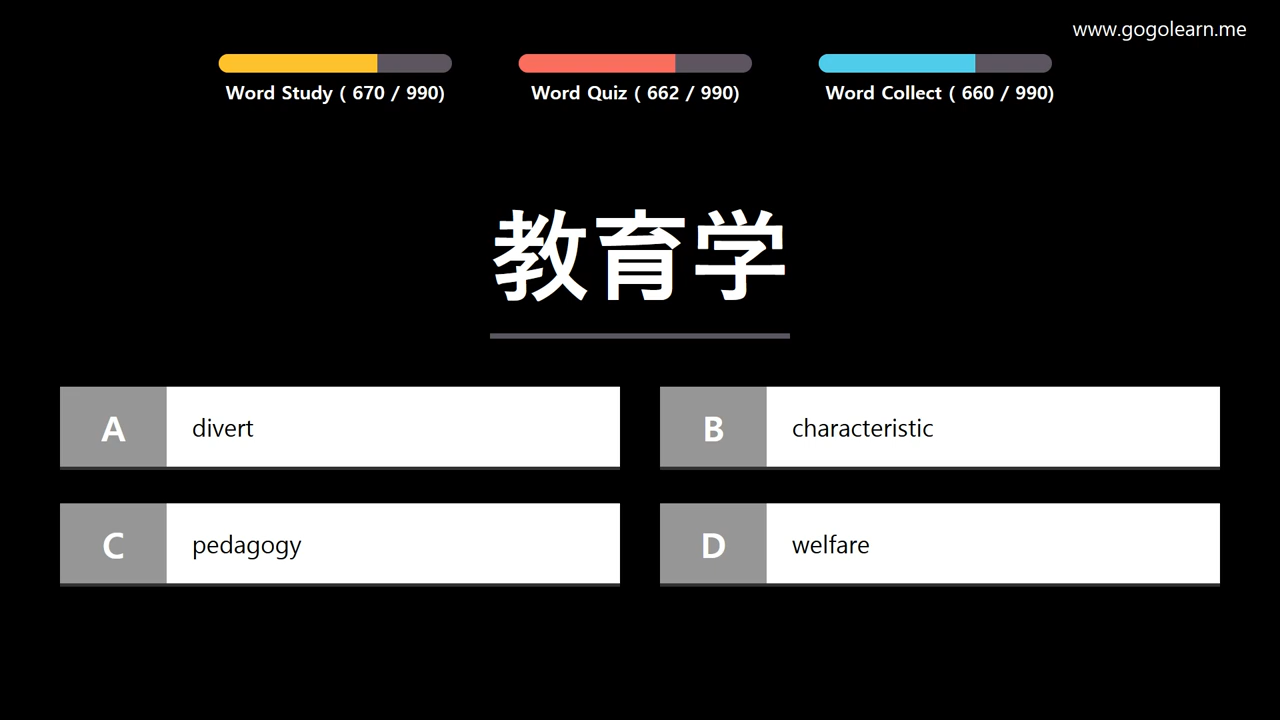 www.gogolearn.me
Word Study ( 670 / 990)
Word Quiz ( 662 / 990)
Word Collect ( 660 / 990)
教育学
A divert
B characteristic
C pedagogy
D welfare